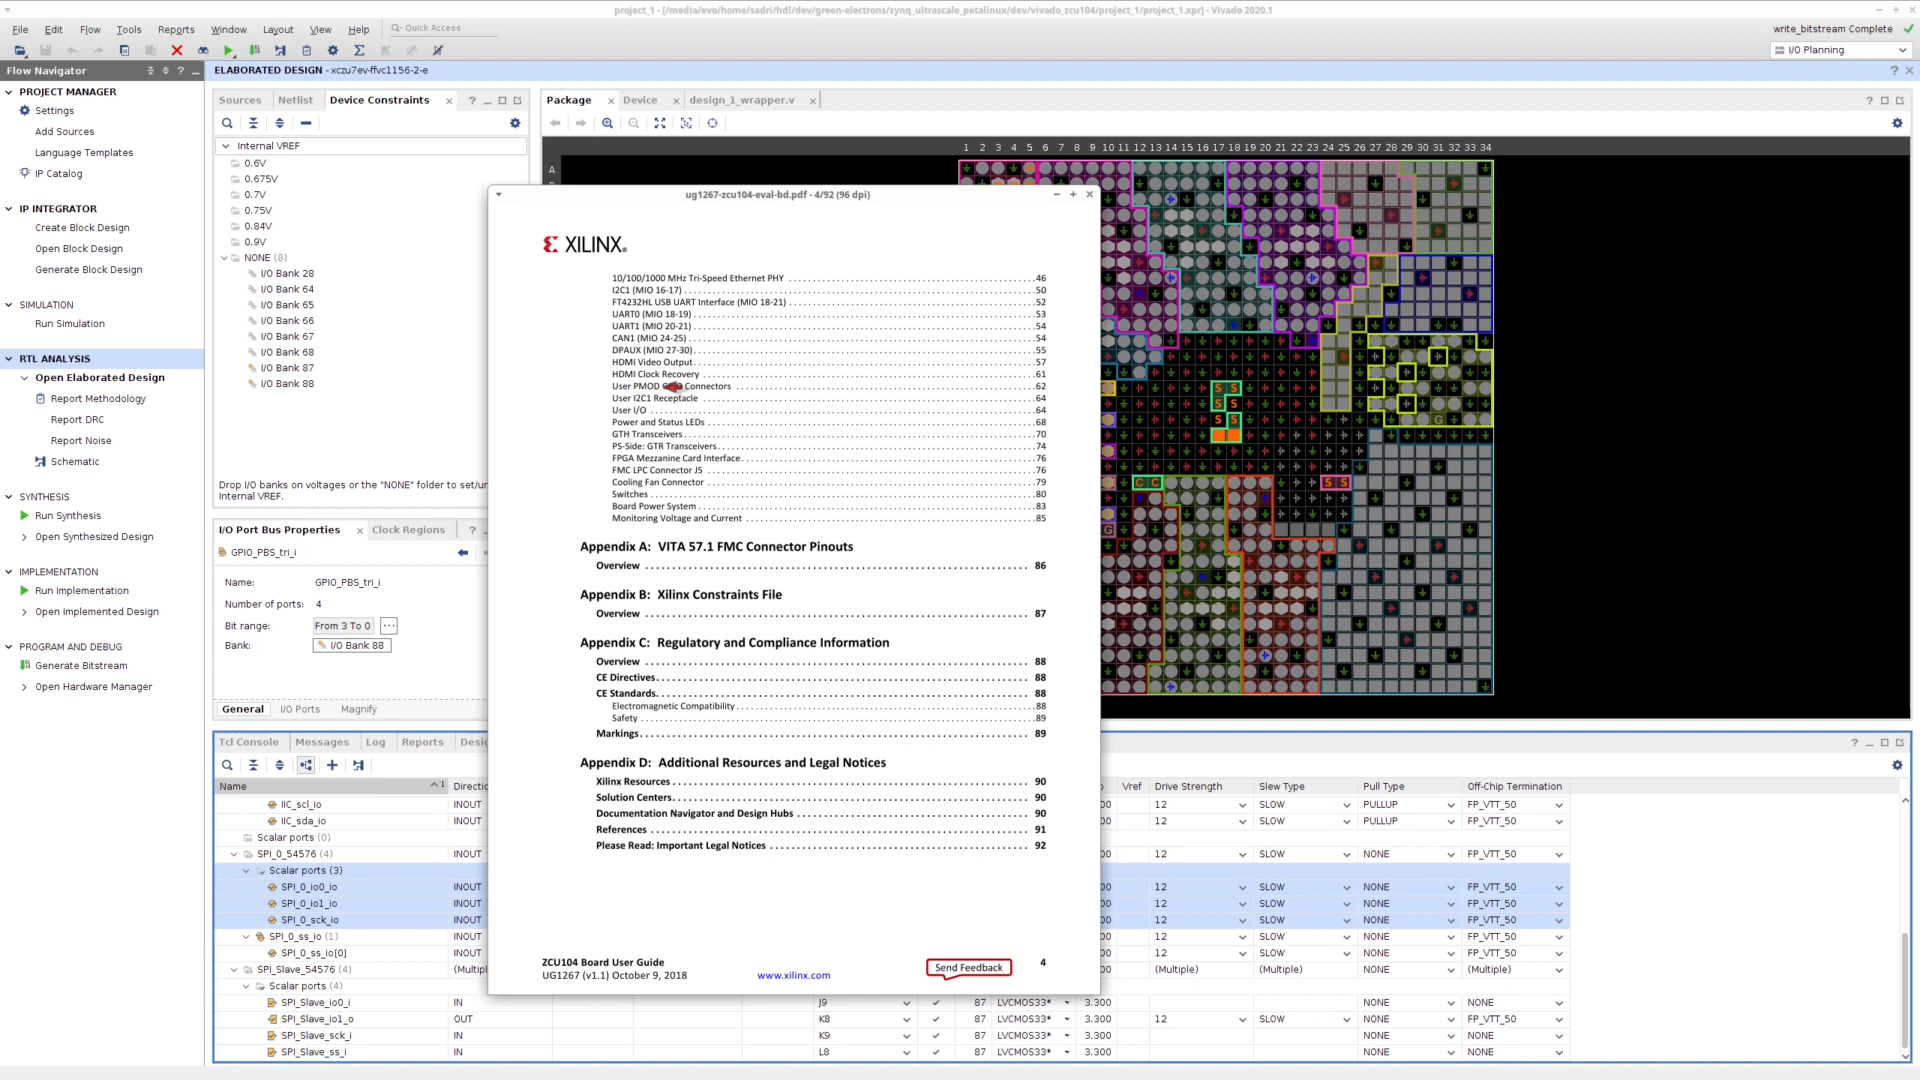 project_1 - [/media/evo/home/sadri/hdl/dev/green-electrons/zynq_ultrascale_petalinux/dev/vivado_zcu104/project_1/project_1.xpr] - Vivado 2020.1
File Edit Flow Tools Reports Window Layout View Help Quick Access
write_bitstream Complete
I/O Planning
Flow Navigator
ELABORATED DESIGN - xczu7ev-ffvc1156-2-e
PROJECT MANAGER
Settings
Add Sources
Language Templates
IP Catalog
IP INTEGRATOR
Create Block Design
Open Block Design
Generate Block Design
SIMULATION
Run Simulation
RTL ANALYSIS
Open Elaborated Design
Report Methodology
Report DRC
Report Noise
Schematic
SYNTHESIS
Run Synthesis
Open Synthesized Design
IMPLEMENTATION
Run Implementation
Open Implemented Design
PROGRAM AND DEBUG
Generate Bitstream
Open Hardware Manager
Sources Netlist Device Constraints
Internal VREF
0.6V
0.675V
0.7V
0.75V
0.84V
0.9V
NONE (8)
I/O Bank 28
I/O Bank 64
I/O Bank 65
I/O Bank 66
I/O Bank 67
I/O Bank 68
I/O Bank 87
I/O Bank 88
Drop I/O banks on voltages or the "NONE" folder to set/u
Internal VREF.
I/O Port Bus Properties Clock Regions
GPIO_PBS_tri_i
Name: GPIO_PBS_tri_i
Number of ports: 4
Bit range: From 3 To 0
Bank: I/O Bank 88
General I/O Ports Magnify
Package Device design_1_wrapper.v
1 2 3 4 5 6 7 8 9 10 11 12 13 14 15 16 17 18 19 20 21 22 23 24 25 26 27 28 29 30 31 32 33 34
A
S S
S S
S
S
C C
S S
G
G
ug1267-zcu104-eval-bd.pdf - 4/92 (96 dpi)
XILINX
10/100/1000 MHz Tri-Speed Ethernet PHY 46
I2C1 (MIO 16-17) 50
FT4232HL USB UART Interface (MIO 18-21) 52
UART0 (MIO 18-19) 53
UART1 (MIO 20-21) 54
CAN1 (MIO 24-25) 54
DPAUX (MIO 27-30) 55
HDMI Video Output 57
HDMI Clock Recovery 61
User PMOD GPIO Connectors 62
User I2C1 Receptacle 64
User I/O 64
Power and Status LEDs 68
GTH Transceivers 70
PS-Side: GTR Transceivers 74
FPGA Mezzanine Card Interface 76
FMC LPC Connector J5 76
Cooling Fan Connector 79
Switches 80
Board Power System 83
Monitoring Voltage and Current 85
Appendix A: VITA 57.1 FMC Connector Pinouts
Overview 86
Appendix B: Xilinx Constraints File
Overview 87
Appendix C: Regulatory and Compliance Information
Overview 88
CE Directives 88
CE Standards 88
Electromagnetic Compatibility 88
Safety 89
Markings 89
Appendix D: Additional Resources and Legal Notices
Xilinx Resources 90
Solution Centers 90
Documentation Navigator and Design Hubs 90
References 91
Please Read: Important Legal Notices 92
ZCU104 Board User Guide
UG1267 (v1.1) October 9, 2018 www.xilinx.com Send Feedback 4
Tcl Console Messages Log Reports Desig
Name 1 Directio Vref Drive Strength Slew Type Pull Type Off-Chip Termination
IIC_scl_io INOUT 00 12 SLOW PULLUP FP_VTT_50
IIC_sda_io INOUT 00 12 SLOW PULLUP FP_VTT_50
Scalar ports (0)
SPI_0_54576 (4) INOUT 00 12 SLOW NONE FP_VTT_50
Scalar ports (3)
SPI_0_io0_io INOUT 00 12 SLOW NONE FP_VTT_50
SPI_0_io1_io INOUT 00 12 SLOW NONE FP_VTT_50
SPI_0_sck_io INOUT 00 12 SLOW NONE FP_VTT_50
SPI_0_ss_io (1) INOUT 00 12 SLOW NONE FP_VTT_50
SPI_0_ss_io[0] INOUT 00 12 SLOW NONE FP_VTT_50
SPI_Slave_54576 (4) (Multipl 00 (Multiple) (Multiple) NONE (Multiple)
Scalar ports (4)
SPI_Slave_io0_i IN J9 87 LVCMOS33* 3.300 NONE NONE
SPI_Slave_io1_o OUT K8 87 LVCMOS33* 3.300 12 SLOW NONE FP_VTT_50
SPI_Slave_sck_i IN K9 87 LVCMOS33* 3.300 NONE NONE
SPI_Slave_ss_i IN L8 87 LVCMOS33* 3.300 NONE NONE